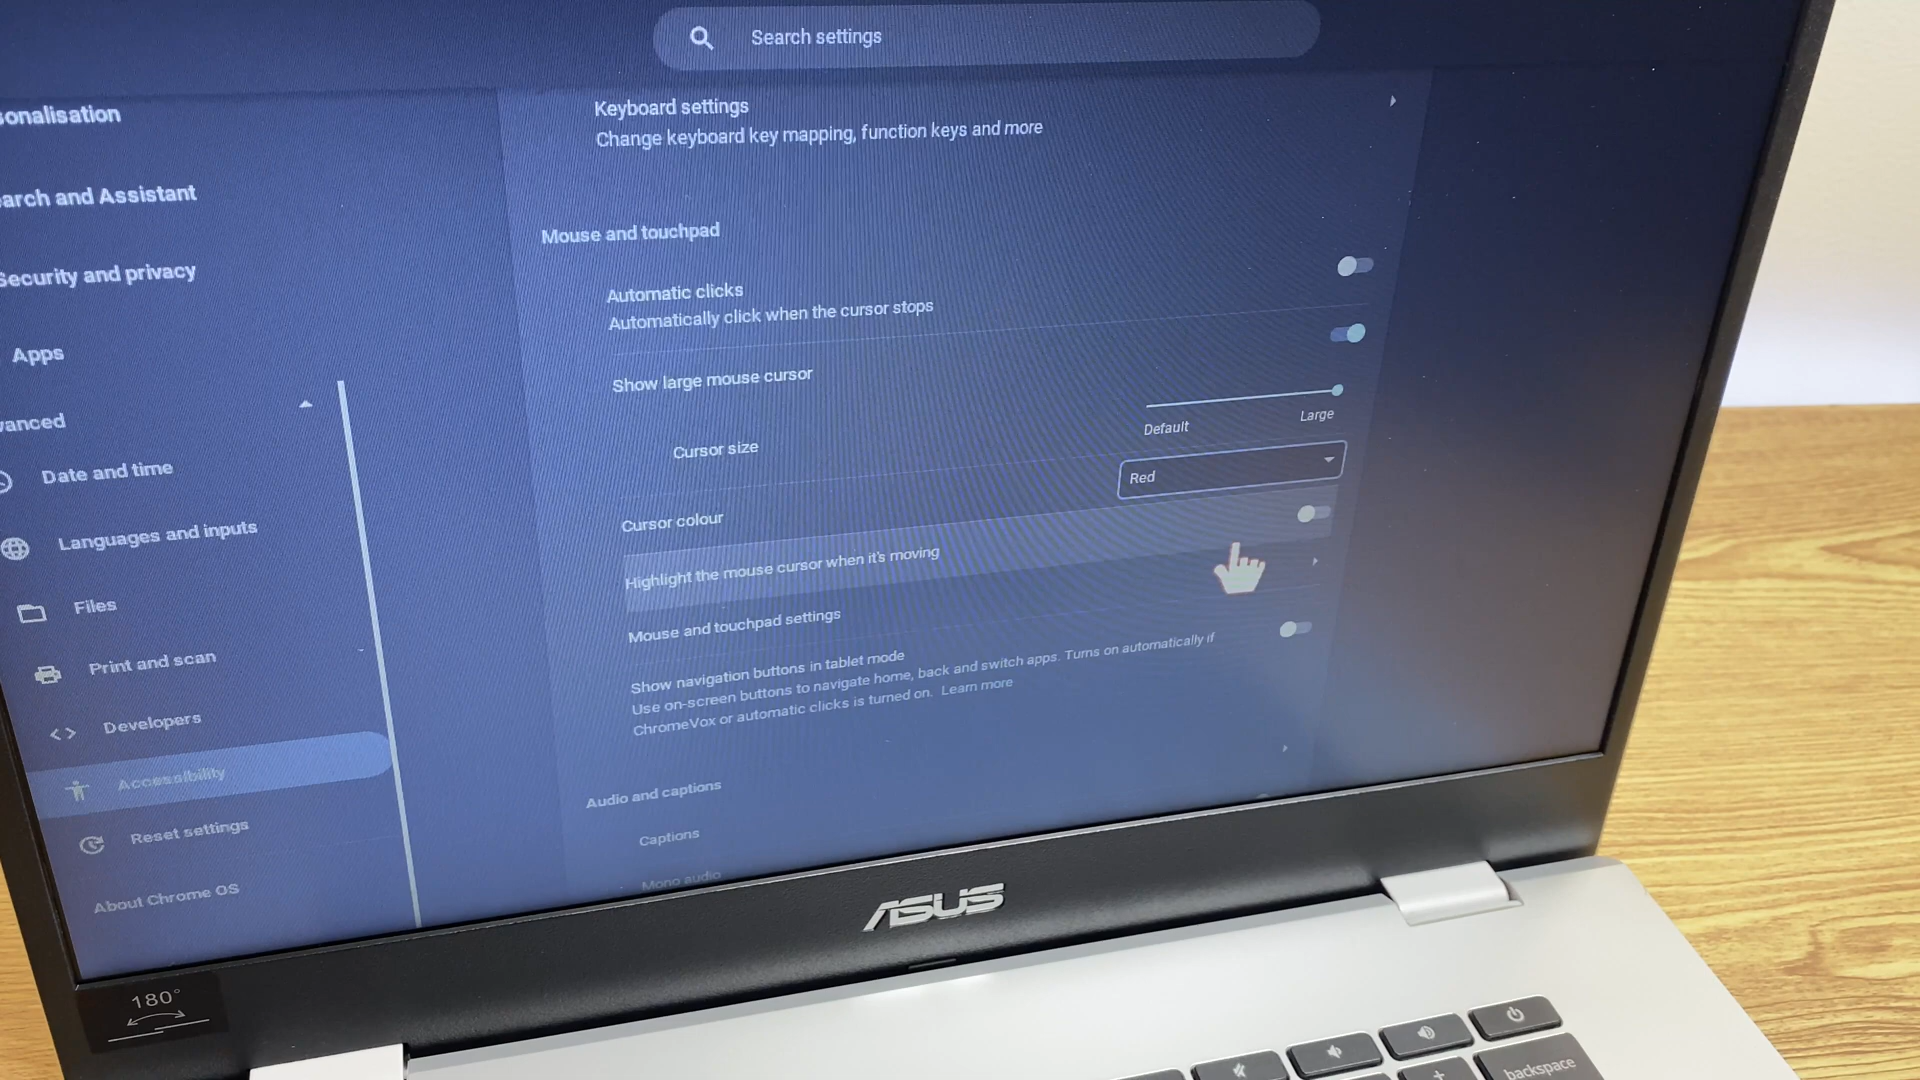 Search settings
sonalisation
arch and Assistant
Security and privacy
Apps
vanced
Date and time
Languages and inputs
Files
Print and scan
Developers
Accessibility
Reset settings
About Chrome OS
Keyboard settings
Change keyboard key mapping, function keys and more
Mouse and touchpad
Automatic clicks
Automatically click when the cursor stops
Show large mouse cursor
Cursor size
Default
Large
Cursor colour
Red
Highlight the mouse cursor when it's moving
Mouse and touchpad settings
Show navigation buttons in tablet mode
Use on-screen buttons to navigate home, back and switch apps. Turns on automatically if
ChromeVox or automatic clicks is turned on. Learn more
Audio and captions
Captions
Mono audio
ASUS
180°
+
backspace